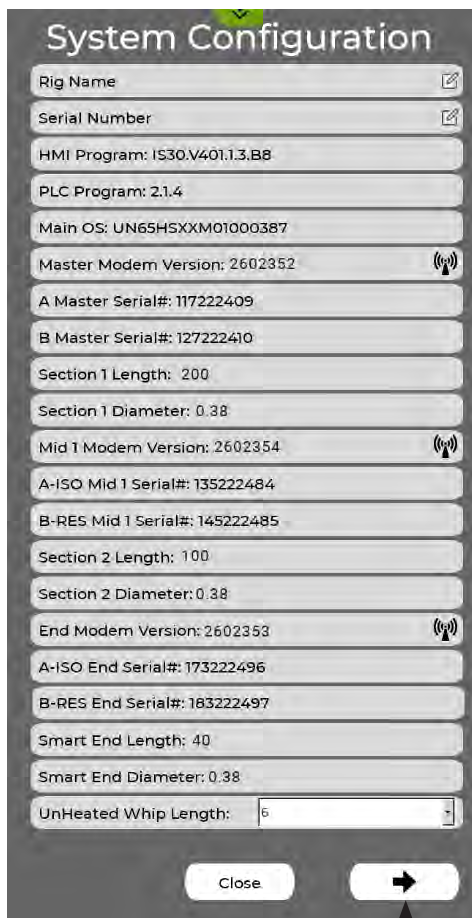 System Configuration
Rig Name
Serial Number
HMI Program: IS30.V401.1.3.B8
PLC Program: 2.1.4
Main OS: UN65HSXXM01000387
Master Modem Version: 2602352
A Master Serial#: 117222409
B Master Serial#: 127222410
Section 1 Length: 200
Section 1 Diameter: 0.38
Mid 1 Modem Version: 2602354
A-ISO Mid 1 Serial#: 135222484
B-RES Mid 1 Serial#: 145222485
Section 2 Length: 100
Section 2 Diameter: 0.38
End Modem Version: 2602353
A-ISO End Serial#: 173222496
B-RES End Serial#: 183222497
Smart End Length: 40
Smart End Diameter: 0.38
UnHeated Whip Length: 6
Close